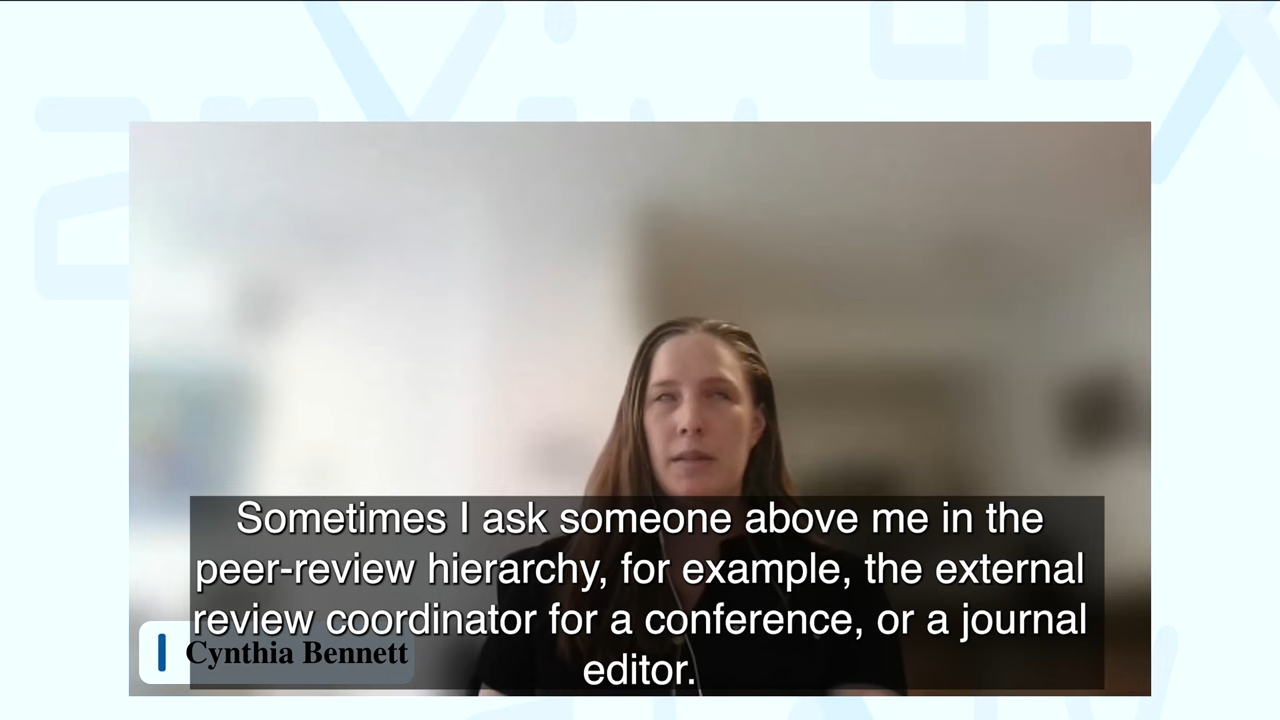 Sometimes I ask someone above me in the
peer-review hierarchy, for example, the external
review coordinator for a conference, or a journal
editor.
Cynthia Bennett